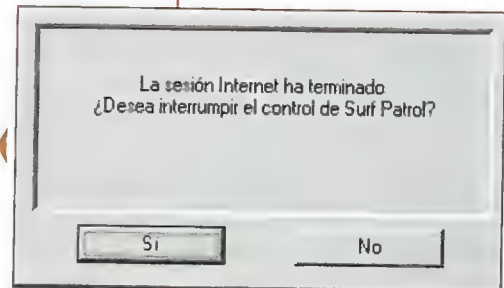 La sesión Internet ha terminado
¿Desea interrumpir el control de Surf Patrol?
Sí
No